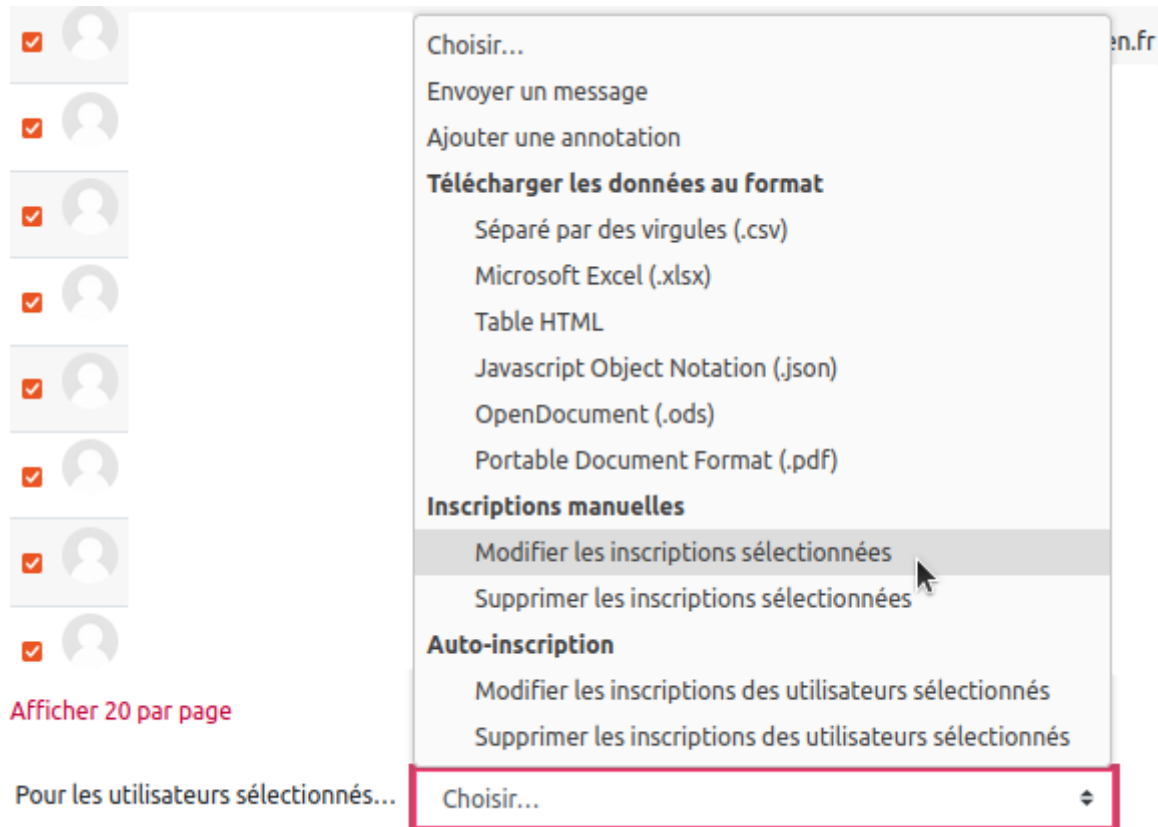 Choisir...
en.fr
Envoyer un message
Ajouter une annotation
Télécharger les données au format
Séparé par des virgules (.csv)
Microsoft Excel (.xlsx)
Table HTML
Javascript Object Notation (.json)
OpenDocument (.ods)
Portable Document Format (.pdf)
Inscriptions manuelles
Modifier les inscriptions sélectionnées
Supprimer les inscriptions sélectionnées
Auto-inscription
Modifier les inscriptions des utilisateurs sélectionnés
Supprimer les inscriptions des utilisateurs sélectionnés
Afficher 20 par page
Pour les utilisateurs sélectionnés...
Choisir...